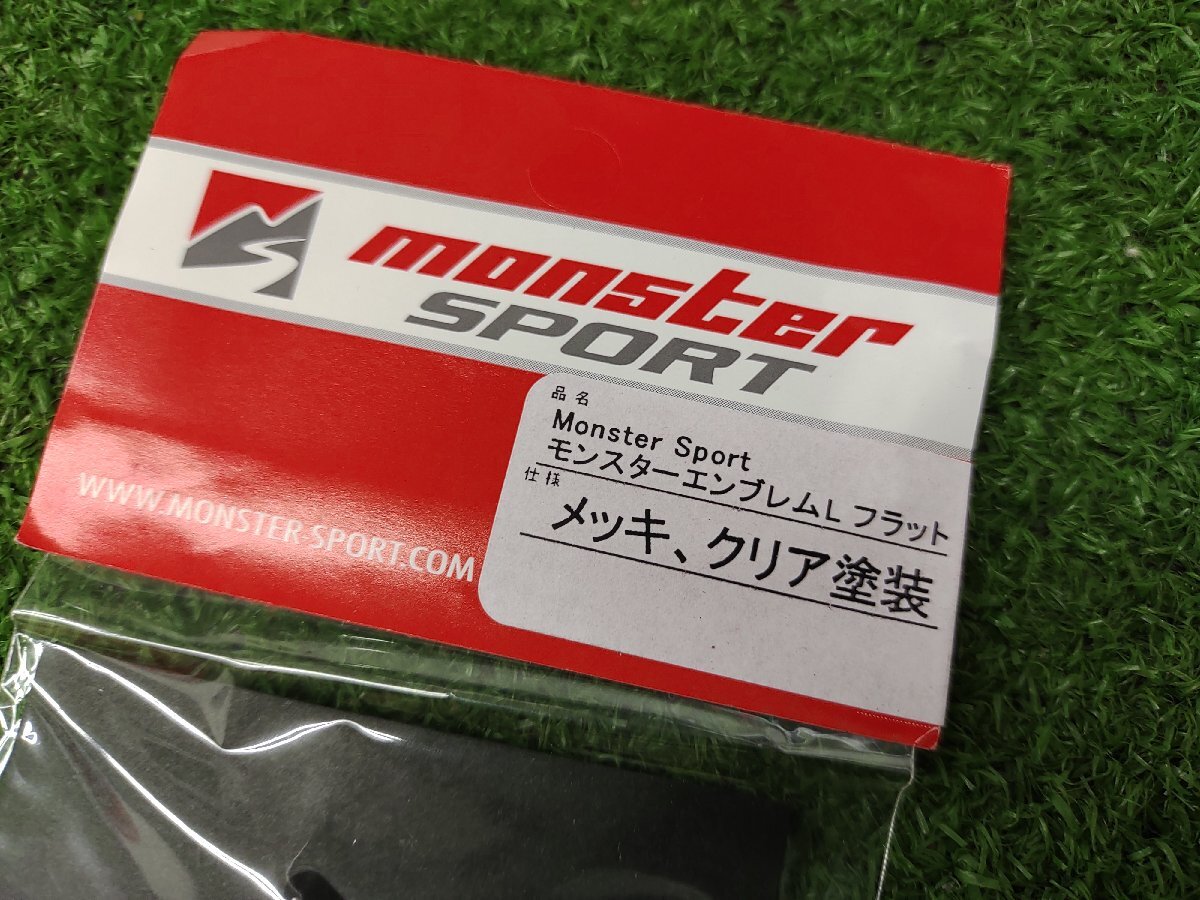 monster
SPORT
品名
Monster Sport
モンスターエンブレムL フラット
仕様
メッキ、クリア塗装
WWW.MONSTER-SPORT.COM